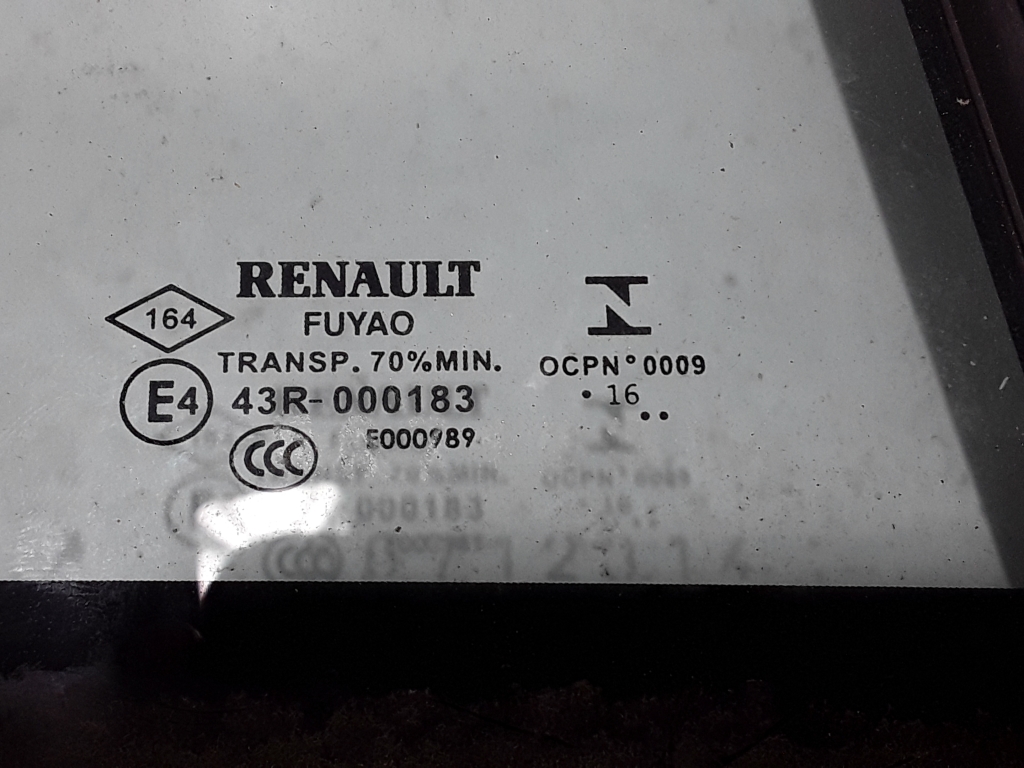 RENAULT
164
FUYAO
TRANSP. 70%MIN.
OCPN°0009
E4 43R-000183
• 16
••
CCC
E000989